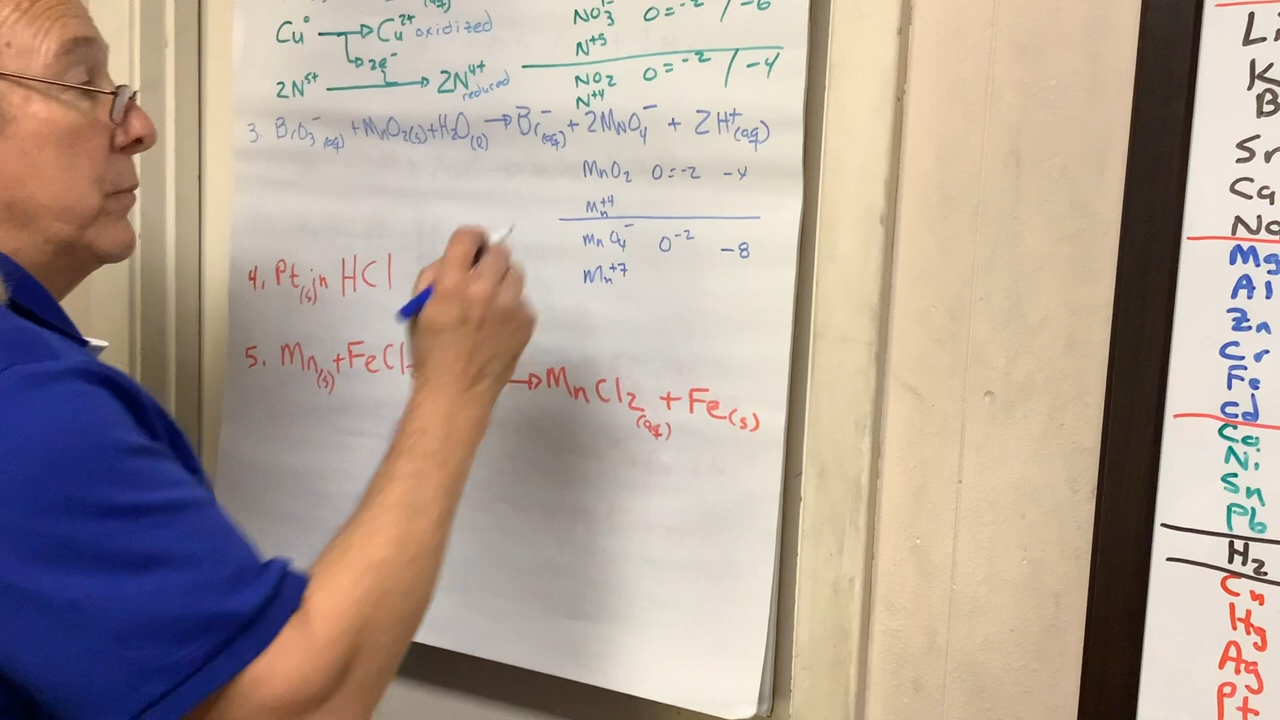 (aq)
Cu⁰ → Cu²⁺ oxidized
2e⁻
2N⁵⁺ → 2N⁴⁺ reduced
NO₃⁻ O=⁻² / -6
N⁺⁵
NO₂ O=⁻² / -4
N⁺⁴
3. BrO₃⁻(aq) + MnO₂(s) + H₂O(l) → Br⁻(aq) + 2MnO₄⁻ + 2H⁺(aq)
MnO₂ O=-2 -4
Mn⁺⁴
MnO₄⁻ O⁻² -8
Mn⁺⁷
4. Pt(s) in HCl
5. Mn(s) + FeCl → MnCl₂(aq) + Fe(s)
Li
K
B
Sr
Ca
Na
Mg
Al
Zn
Cr
Fe
Cd
Co
Ni
Sn
Pb
H₂
Hg
Ag
Pt